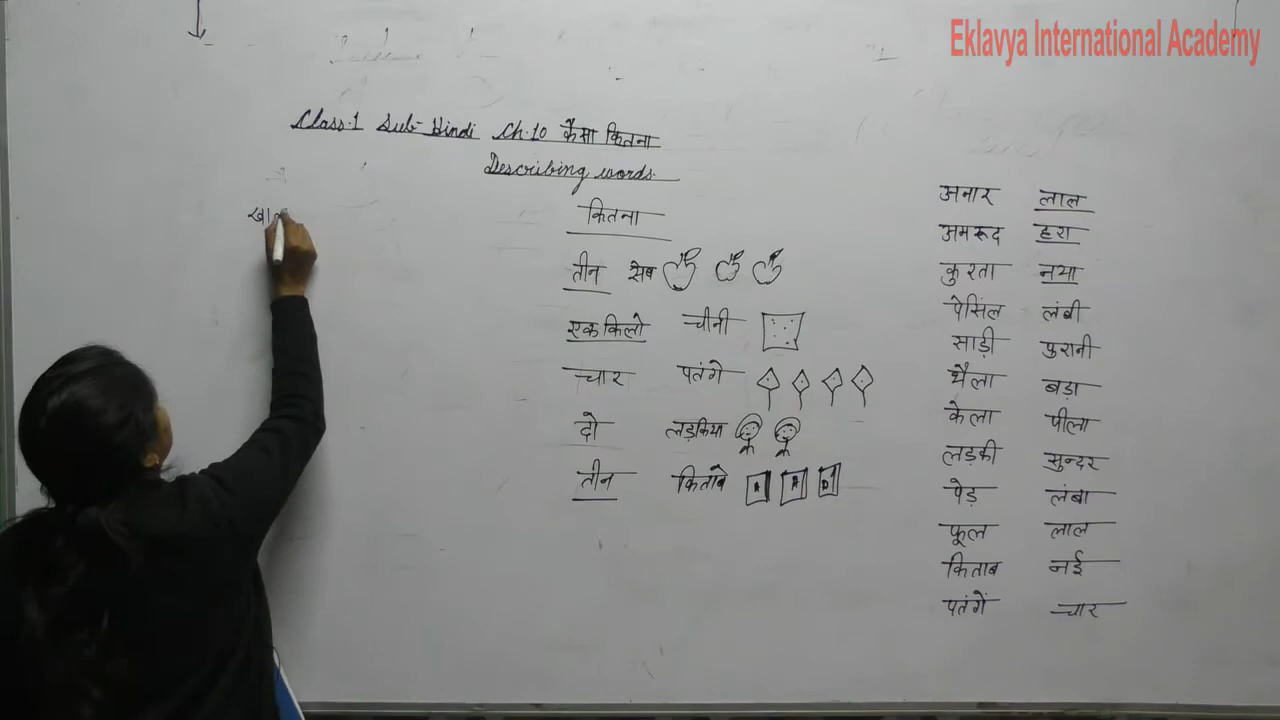 Eklavya International Academy
Class-1 Sub- Hindi Ch.10 कैसा कितना
Describing words
कितना
तीन सेब
एक किलो चीनी
चार पतंगे
दो लड़किया
तीन किताबे
अनार लाल
अमरूद हरा
कुरता नया
पेसिंल लंबी
साड़ी पुरानी
थैला बड़ा
केला पीला
लड़की सुन्दर
पेड़ लंबा
फूल लाल
किताब नई
पतंगें चार